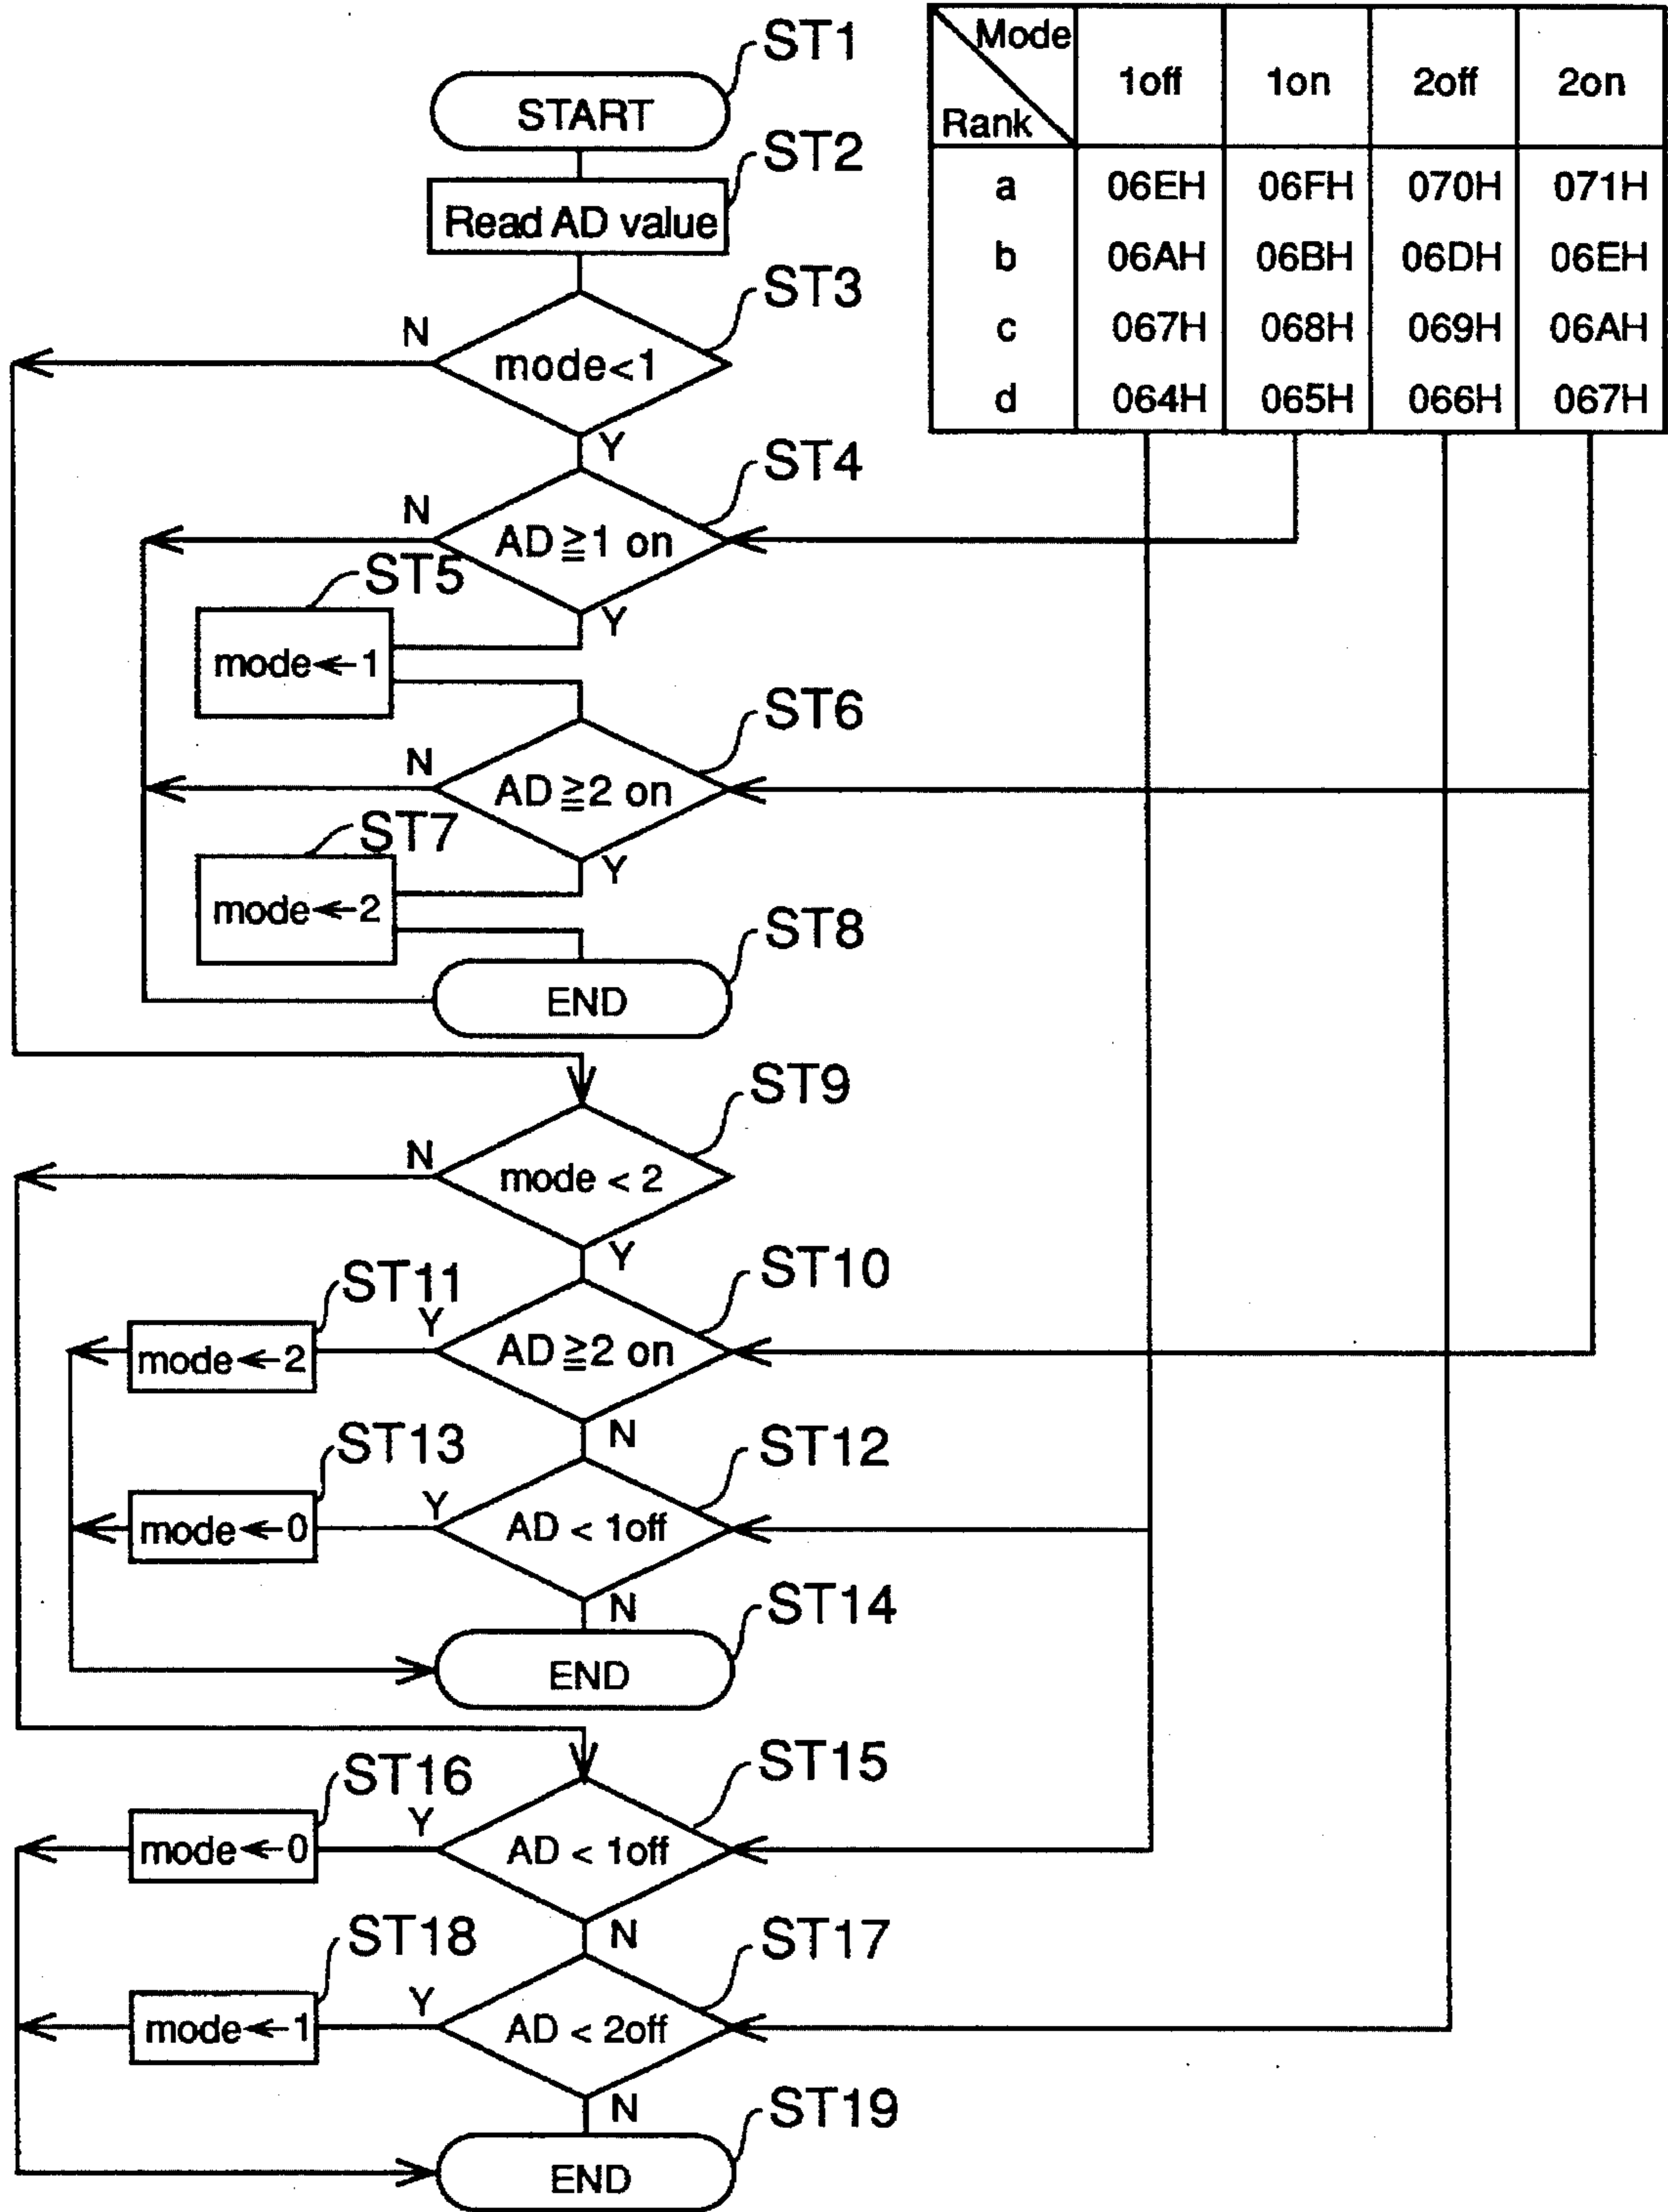 ST1
START
ST2
Read AD value
ST3
N
mode<1
Y
ST4
N
AD ≧1 on
ST5
Y
mode←1
ST6
N
AD ≧2 on
ST7
Y
mode←2
ST8
END
ST9
N
mode < 2
Y
ST10
ST11
Y
AD ≧2 on
mode←2
N
ST12
ST13
Y
AD < 1off
mode←0
N
ST14
END
ST15
ST16
Y
AD < 1off
mode←0
N
ST17
ST18
Y
AD < 2off
mode←1
N
ST19
END
Mode
Rank
1off 1on 2off 2on
a 06EH 06FH 070H 071H
b 06AH 06BH 06DH 06EH
c 067H 068H 069H 06AH
d 064H 065H 066H 067H